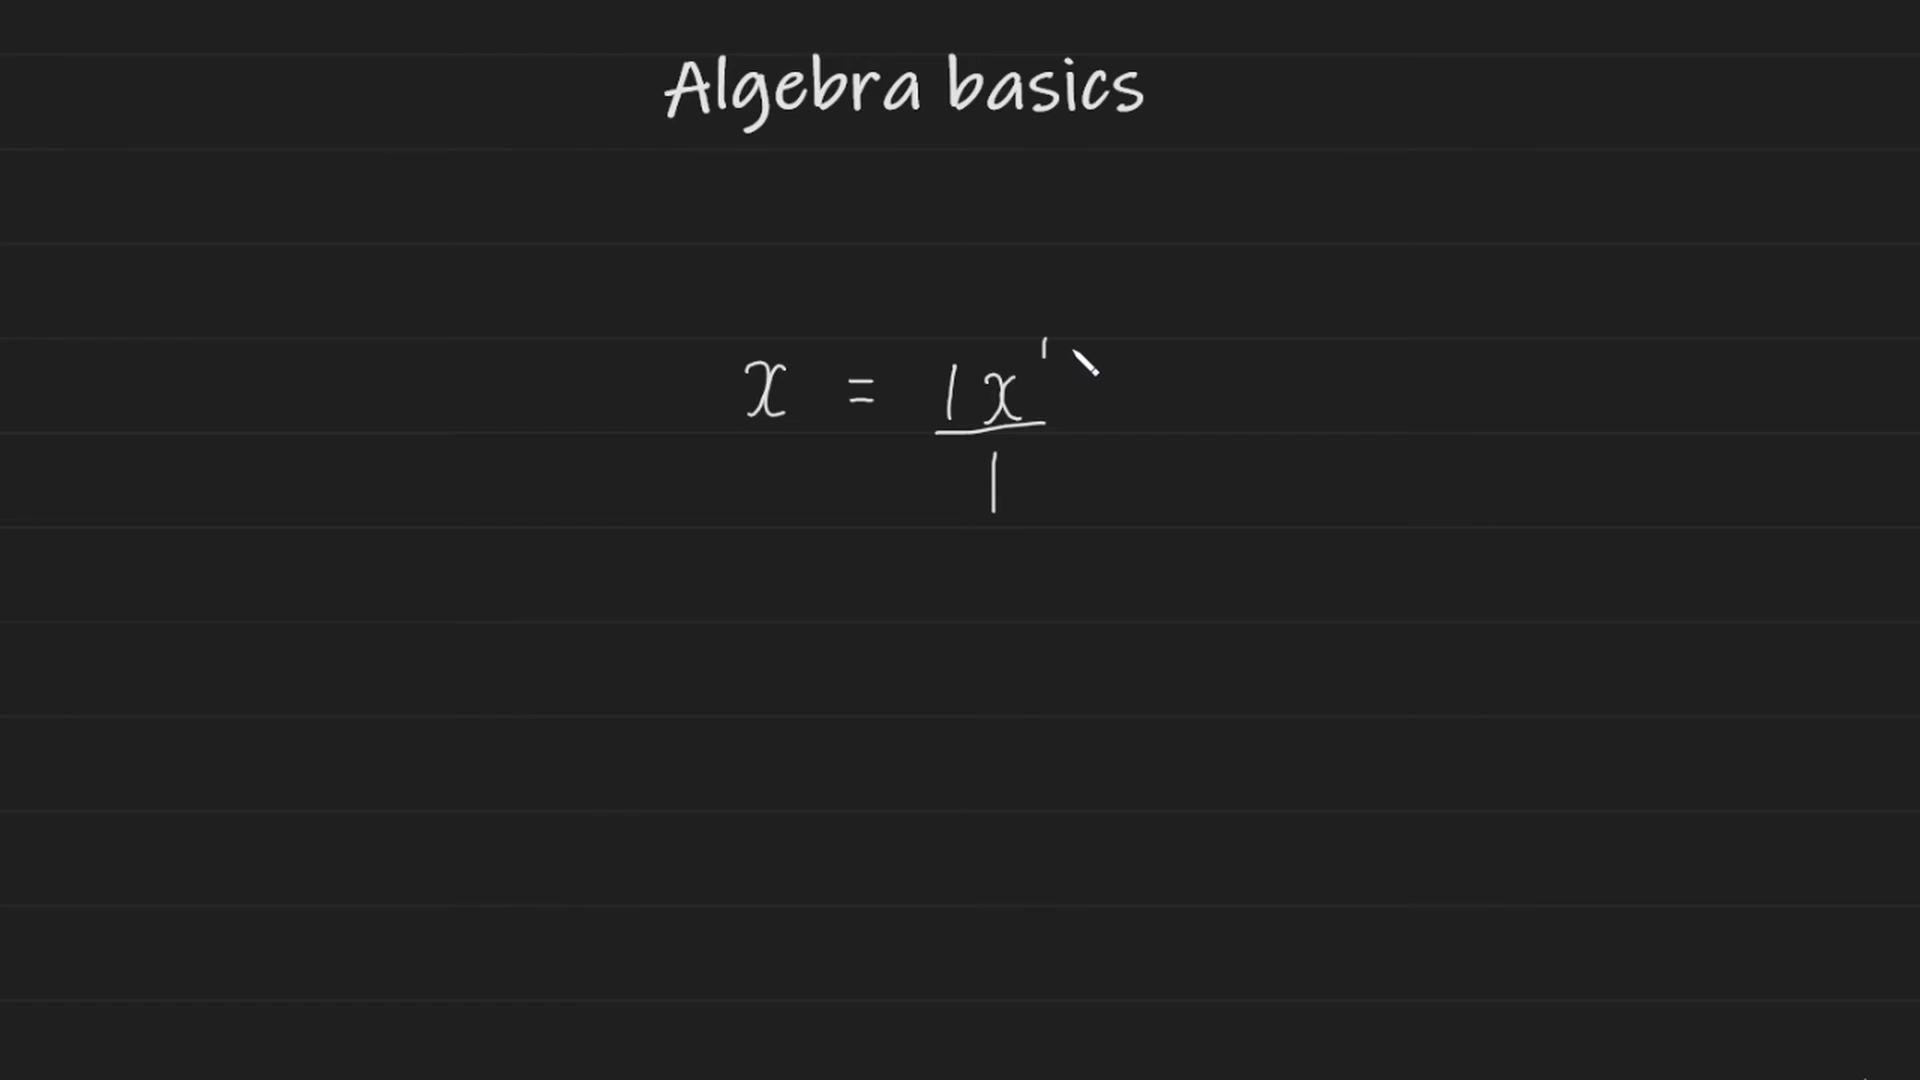 Algebra basics
x = 1x¹
1